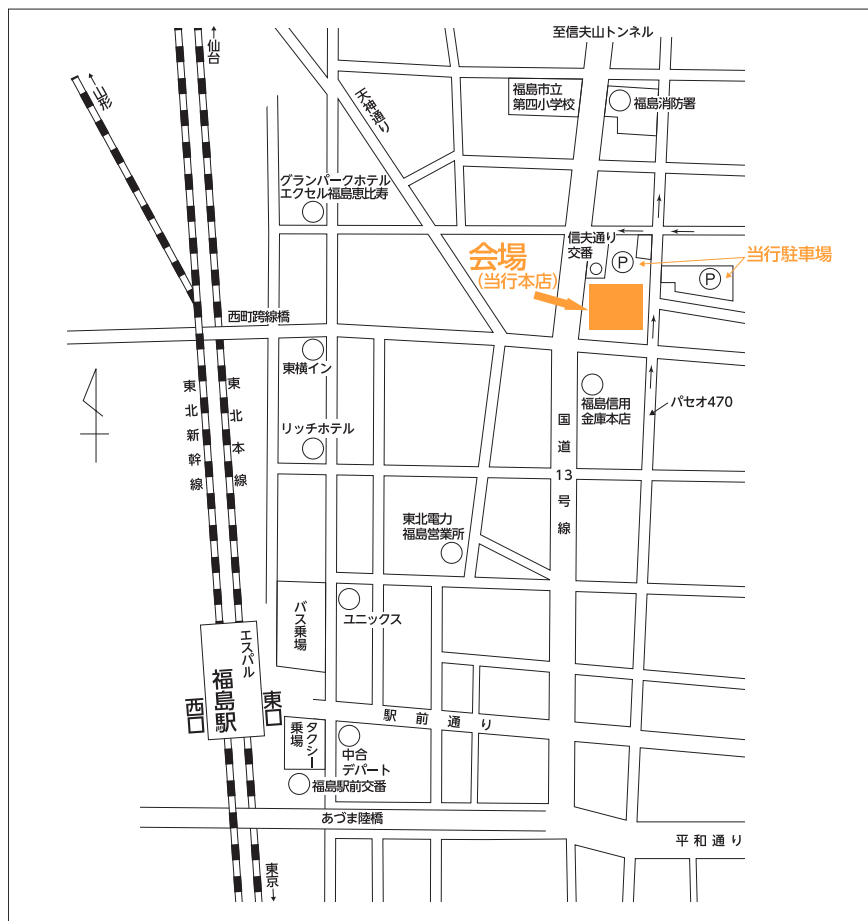 至信夫山トンネル
↑仙台
←山形
天神通り
福島市立
第四小学校
福島消防署
グランパークホテル
エクセル福島恵比寿
信夫通り
交番
会場
(当行本店)
P
P
当行駐車場
西町跨線橋
東横イン
東北新幹線
東北本線
リッチホテル
福島信用
金庫本店
パセオ470
国道13号線
東北電力
福島営業所
バス乗場
ユニックス
エスパル
福島駅
西口
東口
駅前通り
タクシー
乗場
中合
デパート
福島駅前交番
あづま陸橋
平和通り
東京→